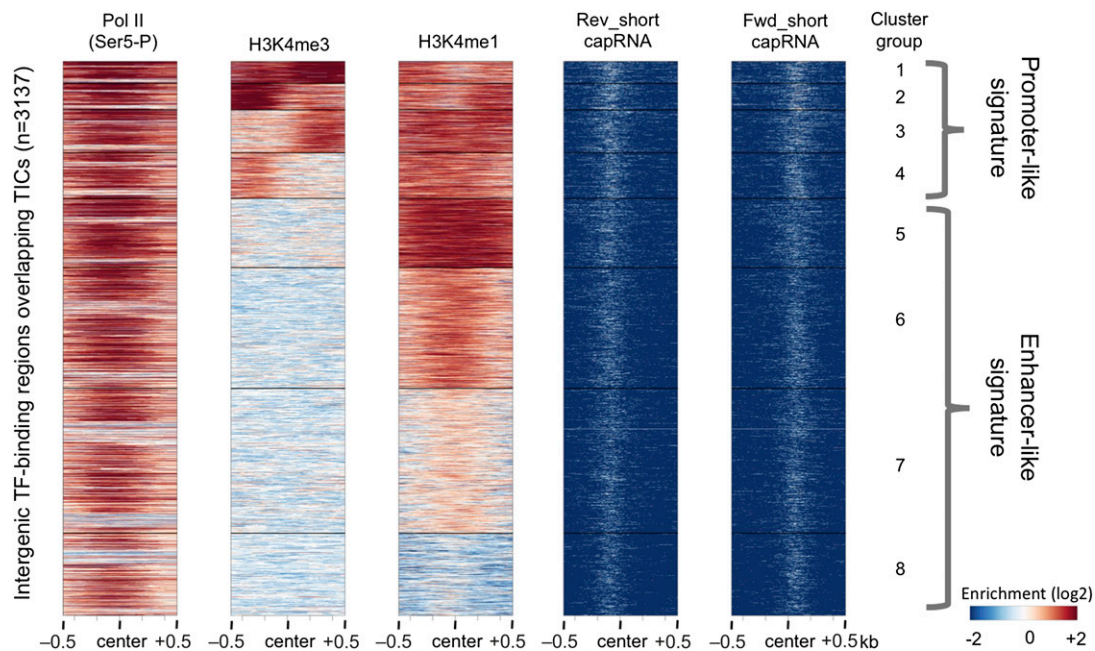 Pol II
(Ser5-P)
H3K4me3
H3K4me1
Rev_short
capRNA
Fwd_short
capRNA
Cluster
group
Intergenic TF-binding regions overlapping TICs (n=3137)
1
2
3
4
5
6
7
8
Promoter-like
signature
Enhancer-like
signature
Enrichment (log2)
-2 0 +2
−0.5 center +0.5
−0.5 center +0.5
−0.5 center +0.5
−0.5 center +0.5
−0.5 center +0.5 kb